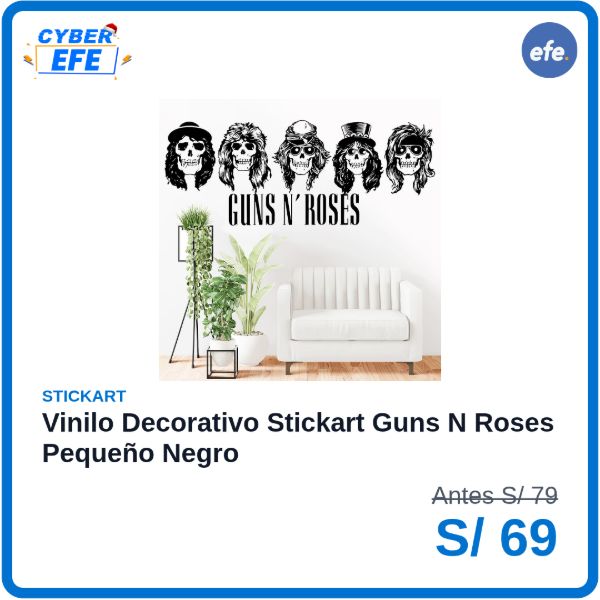 CYBER
EFE
efe.
GUNS N' ROSES
STICKART
Vinilo Decorativo Stickart Guns N Roses
Pequeño Negro
Antes S/ 79
S/ 69